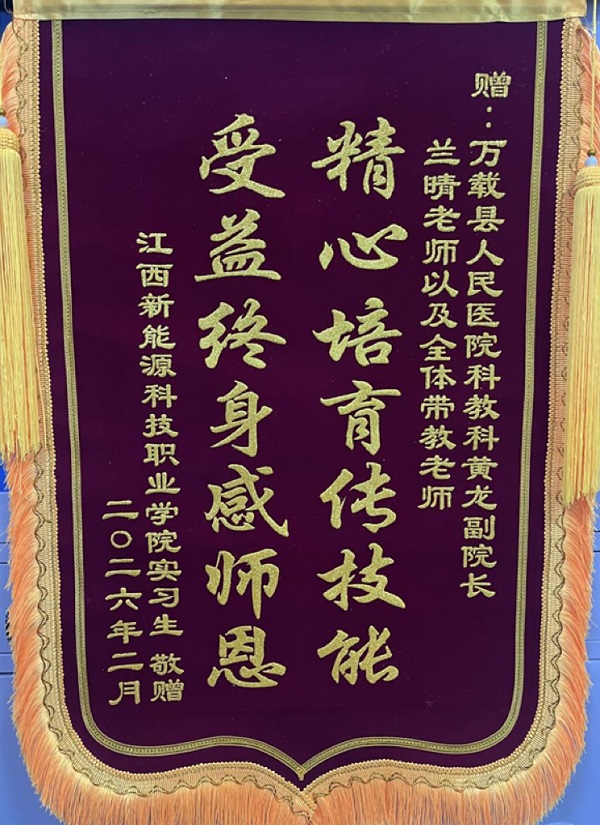 赠：万载县人民医院科教科黄龙副院长
兰晴老师以及全体带教老师
精心培育传技能
受益终身感师恩
江西新能源科技职业学院实习生 敬赠
二〇二六年二月